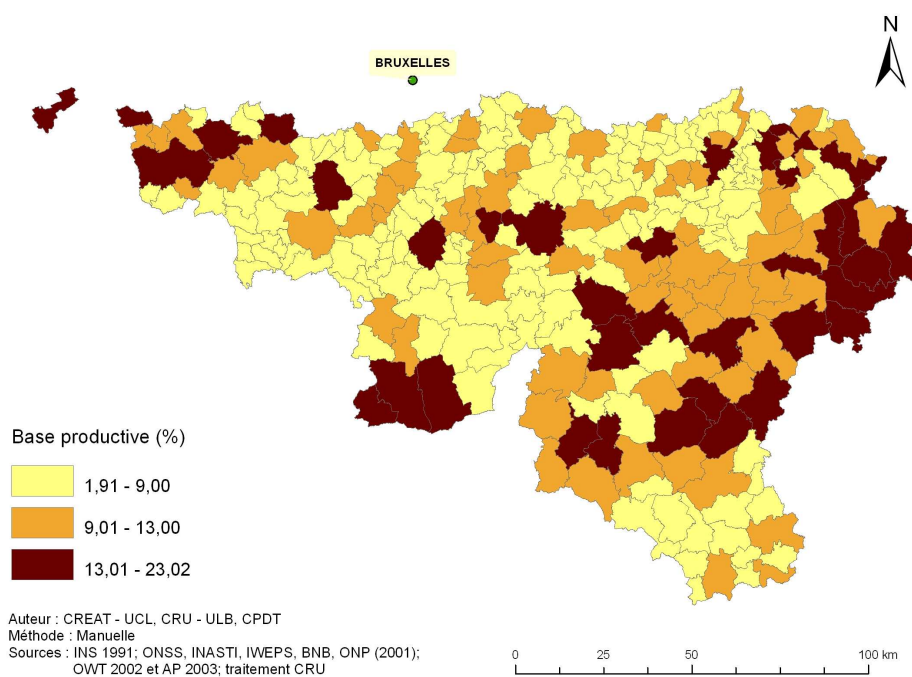 N
BRUXELLES
Base productive (%)
1,91 - 9,00
9,01 - 13,00
13,01 - 23,02
Auteur : CREAT - UCL, CRU - ULB, CPDT
Méthode : Manuelle
Sources : INS 1991; ONSS, INASTI, IWEPS, BNB, ONP (2001);
OWT 2002 et AP 2003; traitement CRU
0 25 50 100 km